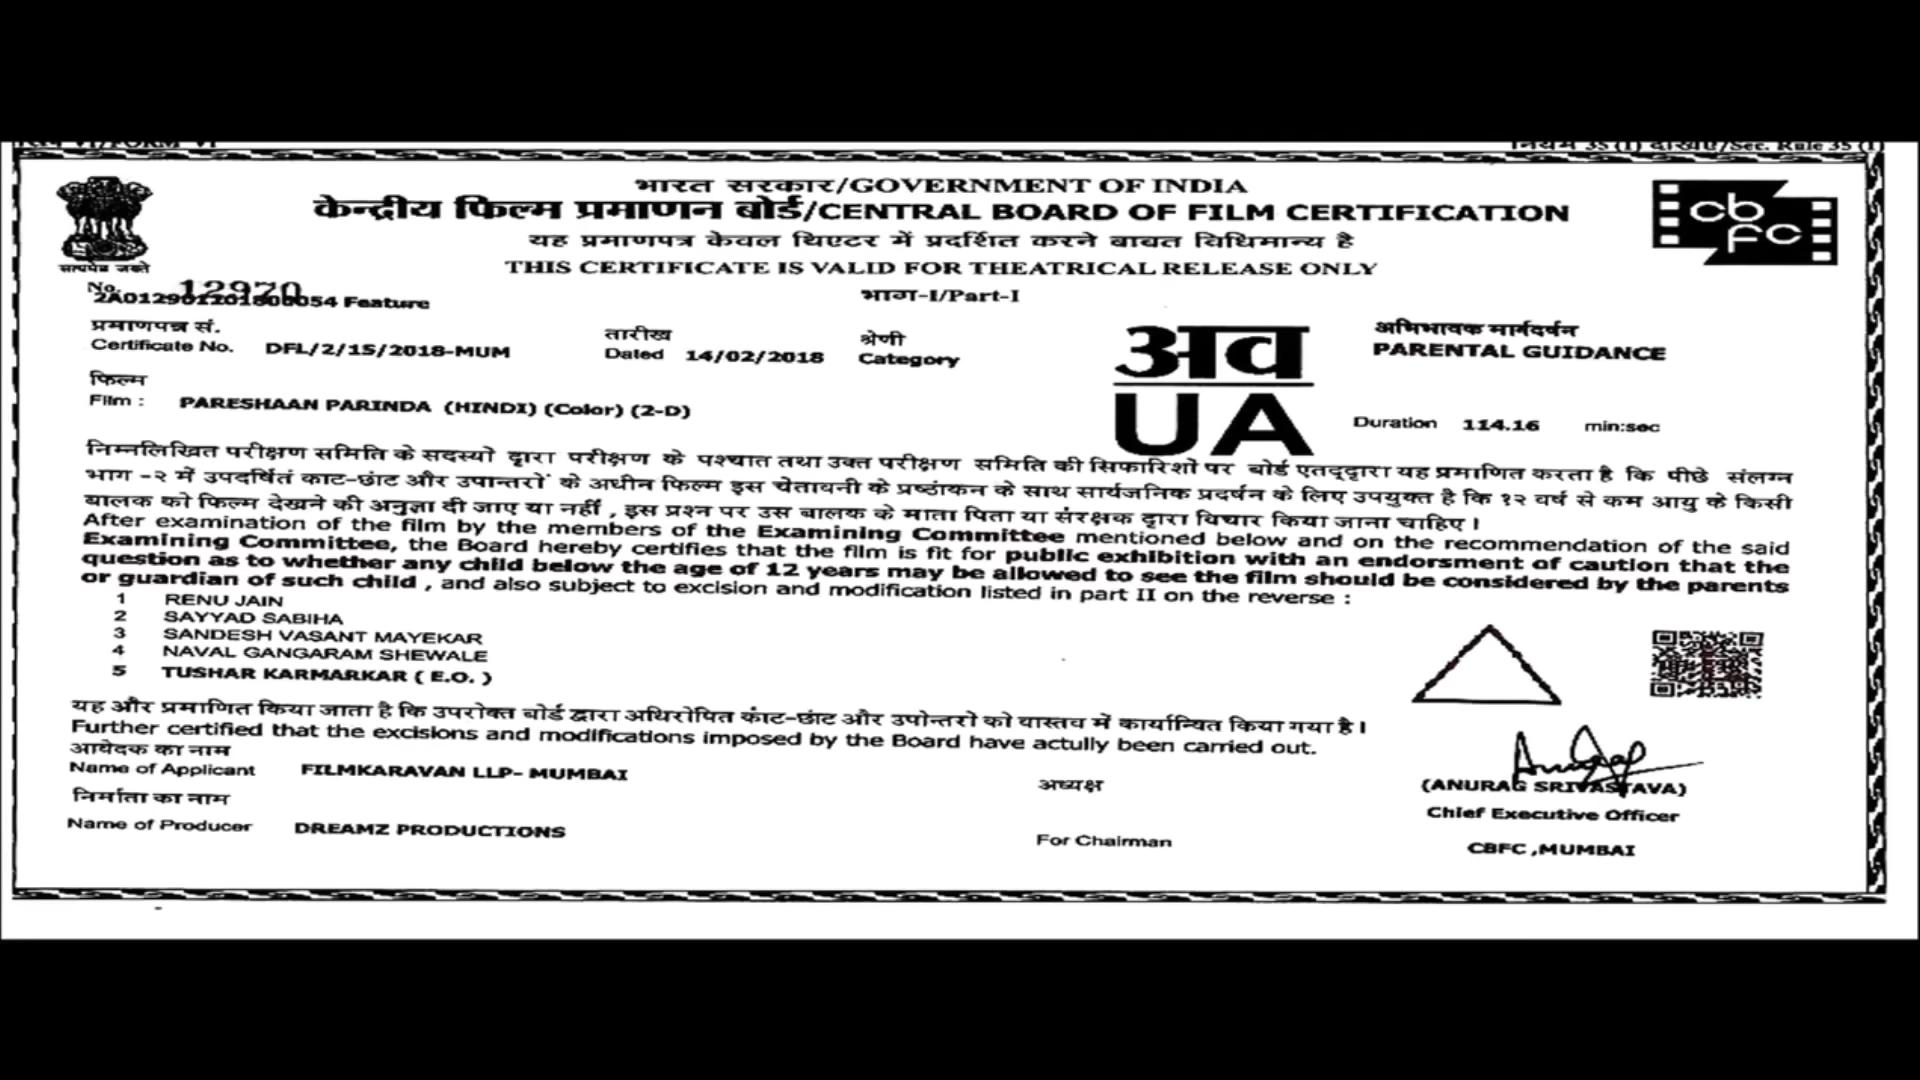 भारत सरकार/GOVERNMENT OF INDIA
केन्द्रीय फिल्म प्रमाणन बोर्ड/CENTRAL BOARD OF FILM CERTIFICATION
cbfc
यह प्रमाणपत्र केवल थिएटर में प्रदर्शित करने बाबत विधिमान्य है
सत्यमेव जयते
THIS CERTIFICATE IS VALID FOR THEATRICAL RELEASE ONLY
No. 12970
Feature
भाग-I/Part-I
प्रमाणपत्र सं.
Certificate No. DFL/2/15/2018-MUM
तारीख
Dated 14/02/2018
श्रेणी
Category
अव
UA
अभिभावक मार्गदर्षन
PARENTAL GUIDANCE
फिल्म
Film : PARESHAAN PARINDA (HINDI) (Color) (2-D)
Duration 114.16 min:sec
निम्नलिखित परीक्षण समिति के सदस्यो द्वारा परीक्षण के पश्चात तथा उक्त परीक्षण समिति की सिफारिशों पर बोर्ड एतद्द्वारा यह प्रमाणित करता है कि पीछे संलग्न
भाग -२ में उपदर्षितं काट-छांट और उपान्तरों के अधीन फिल्म इस चेतावनी के प्रष्ठांकन के साथ सार्यजनिक प्रदर्षन के लिए उपयुक्त है कि १२ वर्ष से कम आयु के किसी
बालक को फिल्म देखने की अनुज्ञा दी जाए या नहीं , इस प्रश्न पर उस बालक के माता पिता या संरक्षक द्वारा विचार किया जाना चाहिए ।
After examination of the film by the members of the Examining Committee mentioned below and on the recommendation of the said
Examining Committee, the Board hereby certifies that the film is fit for public exhibition with an endorsment of caution that the
question as to whether any child below the age of 12 years may be allowed to see the film should be considered by the parents
or guardian of such child , and also subject to excision and modification listed in part II on the reverse :
1 RENU JAIN
2 SAYYAD SABIHA
3 SANDESH VASANT MAYEKAR
4 NAVAL GANGARAM SHEWALE
5 TUSHAR KARMARKAR ( E.O. )
यह और प्रमाणित किया जाता है कि उपरोक्त बोर्ड द्वारा अधिरोपित कांट-छांट और उपोन्तरों को वास्तव में कार्यान्वित किया गया है ।
Further certified that the excisions and modifications imposed by the Board have actully been carried out.
आवेदक का नाम
Name of Applicant FILMKARAVAN LLP- MUMBAI
अध्यक्ष
(ANURAG SRIVASTAVA)
निर्माता का नाम
Chief Executive Officer
Name of Producer DREAMZ PRODUCTIONS
For Chairman
CBFC ,MUMBAI